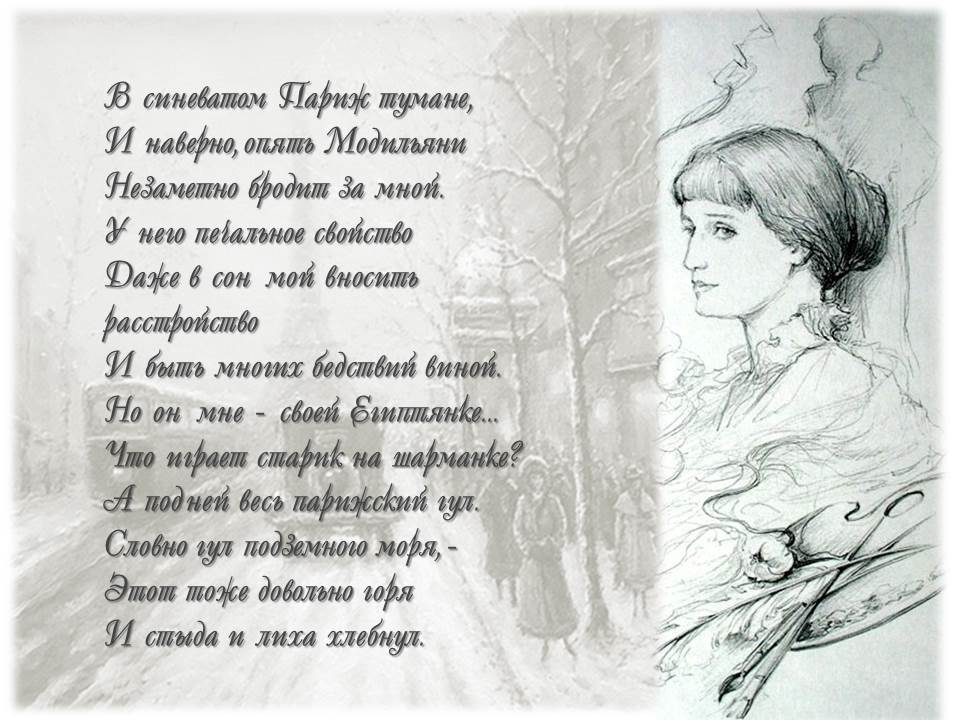 В синеватом Париж тумане,
И наверно, опять Модильяни
Незаметно бродит за мной.
У него печальное свойство
Даже в сон мой вносить
расстройство
И быть многих бедствий виной.
Но он мне - своей Египтянке...
Что играет старик на шарманке?
А под ней весь парижский гул.
Словно гул подземного моря, -
Этот тоже довольно горя
И стыда и лиха хлебнул.